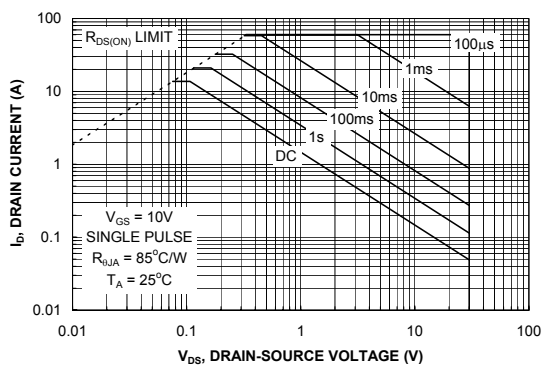 100
10
1
0.1
0.01
I_D, DRAIN CURRENT (A)
R_DS(ON) LIMIT
100μs
1ms
10ms
100ms
1s
DC
V_GS = 10V
SINGLE PULSE
R_θJA = 85°C/W
T_A = 25°C
0.01 0.1 1 10 100
V_DS, DRAIN-SOURCE VOLTAGE (V)